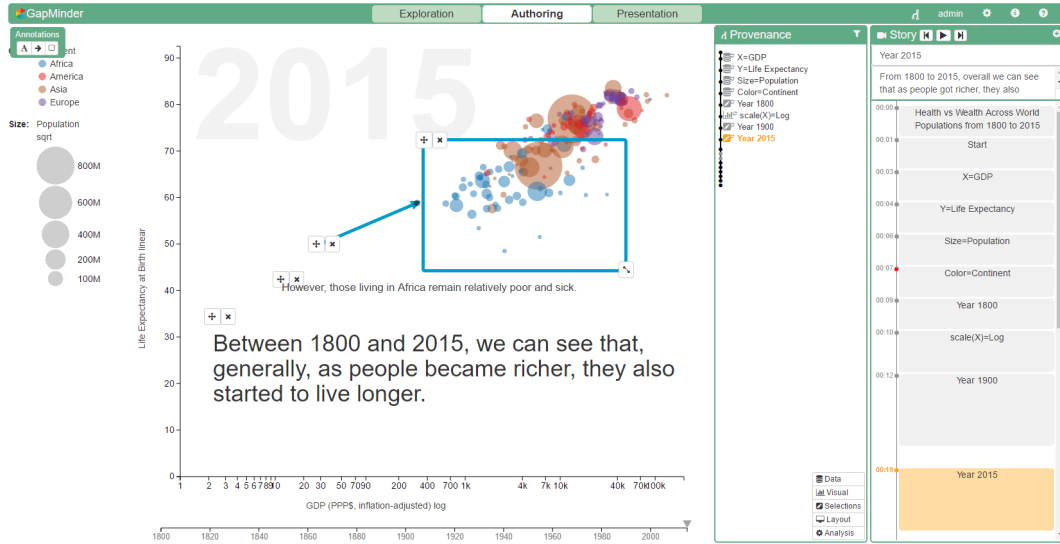 GapMinder
Exploration
Authoring
Presentation
admin
Annotations
A
Africa
America
Asia
Europe
Size: Population
sqrt
800M
600M
400M
200M
100M
2015
90
80
70
60
50
40
30
20
10
0
Life Expectancy at Birth linear
However, those living in Africa remain relatively poor and sick.
Between 1800 and 2015, we can see that,
generally, as people became richer, they also
started to live longer.
1 2 3 4 5 6 7 8 9 10 20 30 50 70 90 200 400 700 1k 4k 7k 10k 40k 70k 100k
GDP (PPP$, inflation-adjusted) log
1800 1820 1840 1860 1880 1900 1920 1940 1960 1980 2000
Provenance
X=GDP
Y=Life Expectancy
Size=Population
Color=Continent
Year 1800
scale(X)=Log
Year 1900
Year 2015
Data
Visual
Selections
Layout
Analysis
Story
Year 2015
From 1800 to 2015, overall we can see
that as people got richer, they also
00:00 Health vs Wealth Across World
Populations from 1800 to 2015
00:01 Start
00:03 X=GDP
00:04 Y=Life Expectancy
00:06 Size=Population
00:07 Color=Continent
00:09 Year 1800
00:10 scale(X)=Log
00:12 Year 1900
00:15 Year 2015